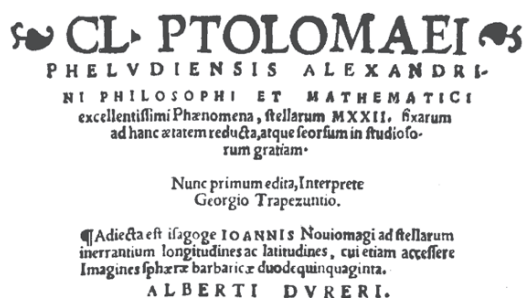 CL. PTOLOMAEI
PHELVDIENSIS ALEXANDRI-
NI PHILOSOPHI ET MATHEMATICI
excellentiſſimi Phænomena, ſtellarum MXXII. fixarum
ad hanc ætatem reducta, atque ſeorſum in ſtudioſo-
rum gratiam.
Nunc primum edita, Interprete
Georgio Trapezuntio.
¶Adiecta eſt iſagoge IOANNIS Nouiomagi ad ſtellarum
inerrantium longitudines ac latitudines, cui etiam acceſſere
Imagines ſphæræ barbaricæ duodequinquaginta.
ALBERTI DVRERI.